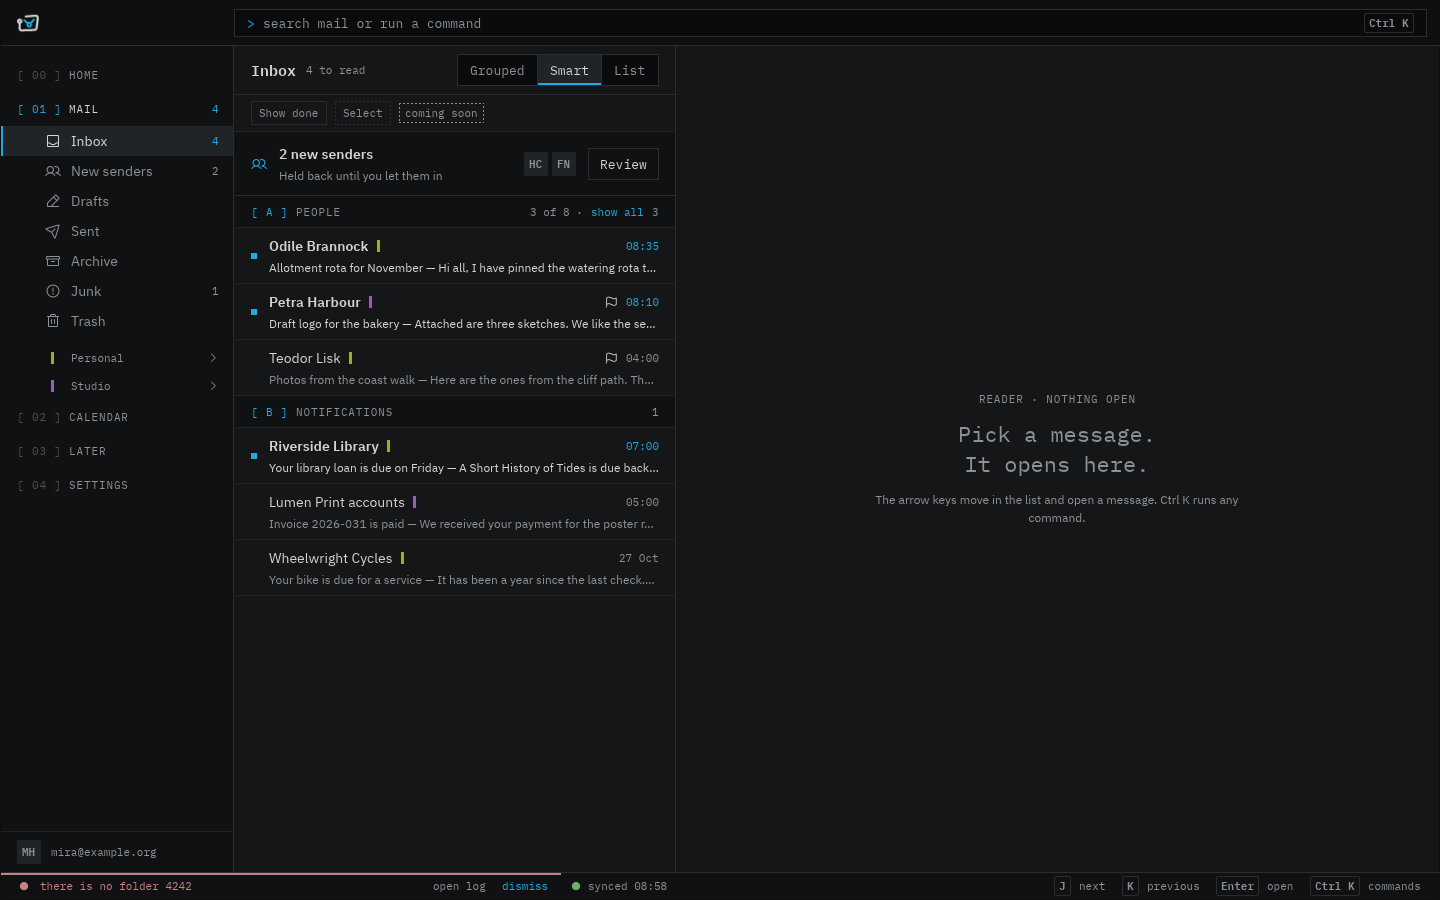 > search mail or run a command Ctrl K
[ 00 ] HOME
[ 01 ] MAIL 4
Inbox 4
New senders 2
Drafts
Sent
Archive
Junk 1
Trash
Personal
Studio
[ 02 ] CALENDAR
[ 03 ] LATER
[ 04 ] SETTINGS
MH mira@example.org
Inbox 4 to read Grouped Smart List
Show done Select coming soon
2 new senders
Held back until you let them in
HC FN Review
[ A ] PEOPLE 3 of 8 · show all 3
Odile Brannock 08:35
Allotment rota for November — Hi all, I have pinned the watering rota t...
Petra Harbour 08:10
Draft logo for the bakery — Attached are three sketches. We like the se...
Teodor Lisk 04:00
Photos from the coast walk — Here are the ones from the cliff path. Th...
[ B ] NOTIFICATIONS 1
Riverside Library 07:00
Your library loan is due on Friday — A Short History of Tides is due back...
Lumen Print accounts 05:00
Invoice 2026-031 is paid — We received your payment for the poster r...
Wheelwright Cycles 27 Oct
Your bike is due for a service — It has been a year since the last check....
READER · NOTHING OPEN
Pick a message.
It opens here.
The arrow keys move in the list and open a message. Ctrl K runs any
command.
there is no folder 4242 open log dismiss synced 08:58 J next K previous Enter open Ctrl K commands